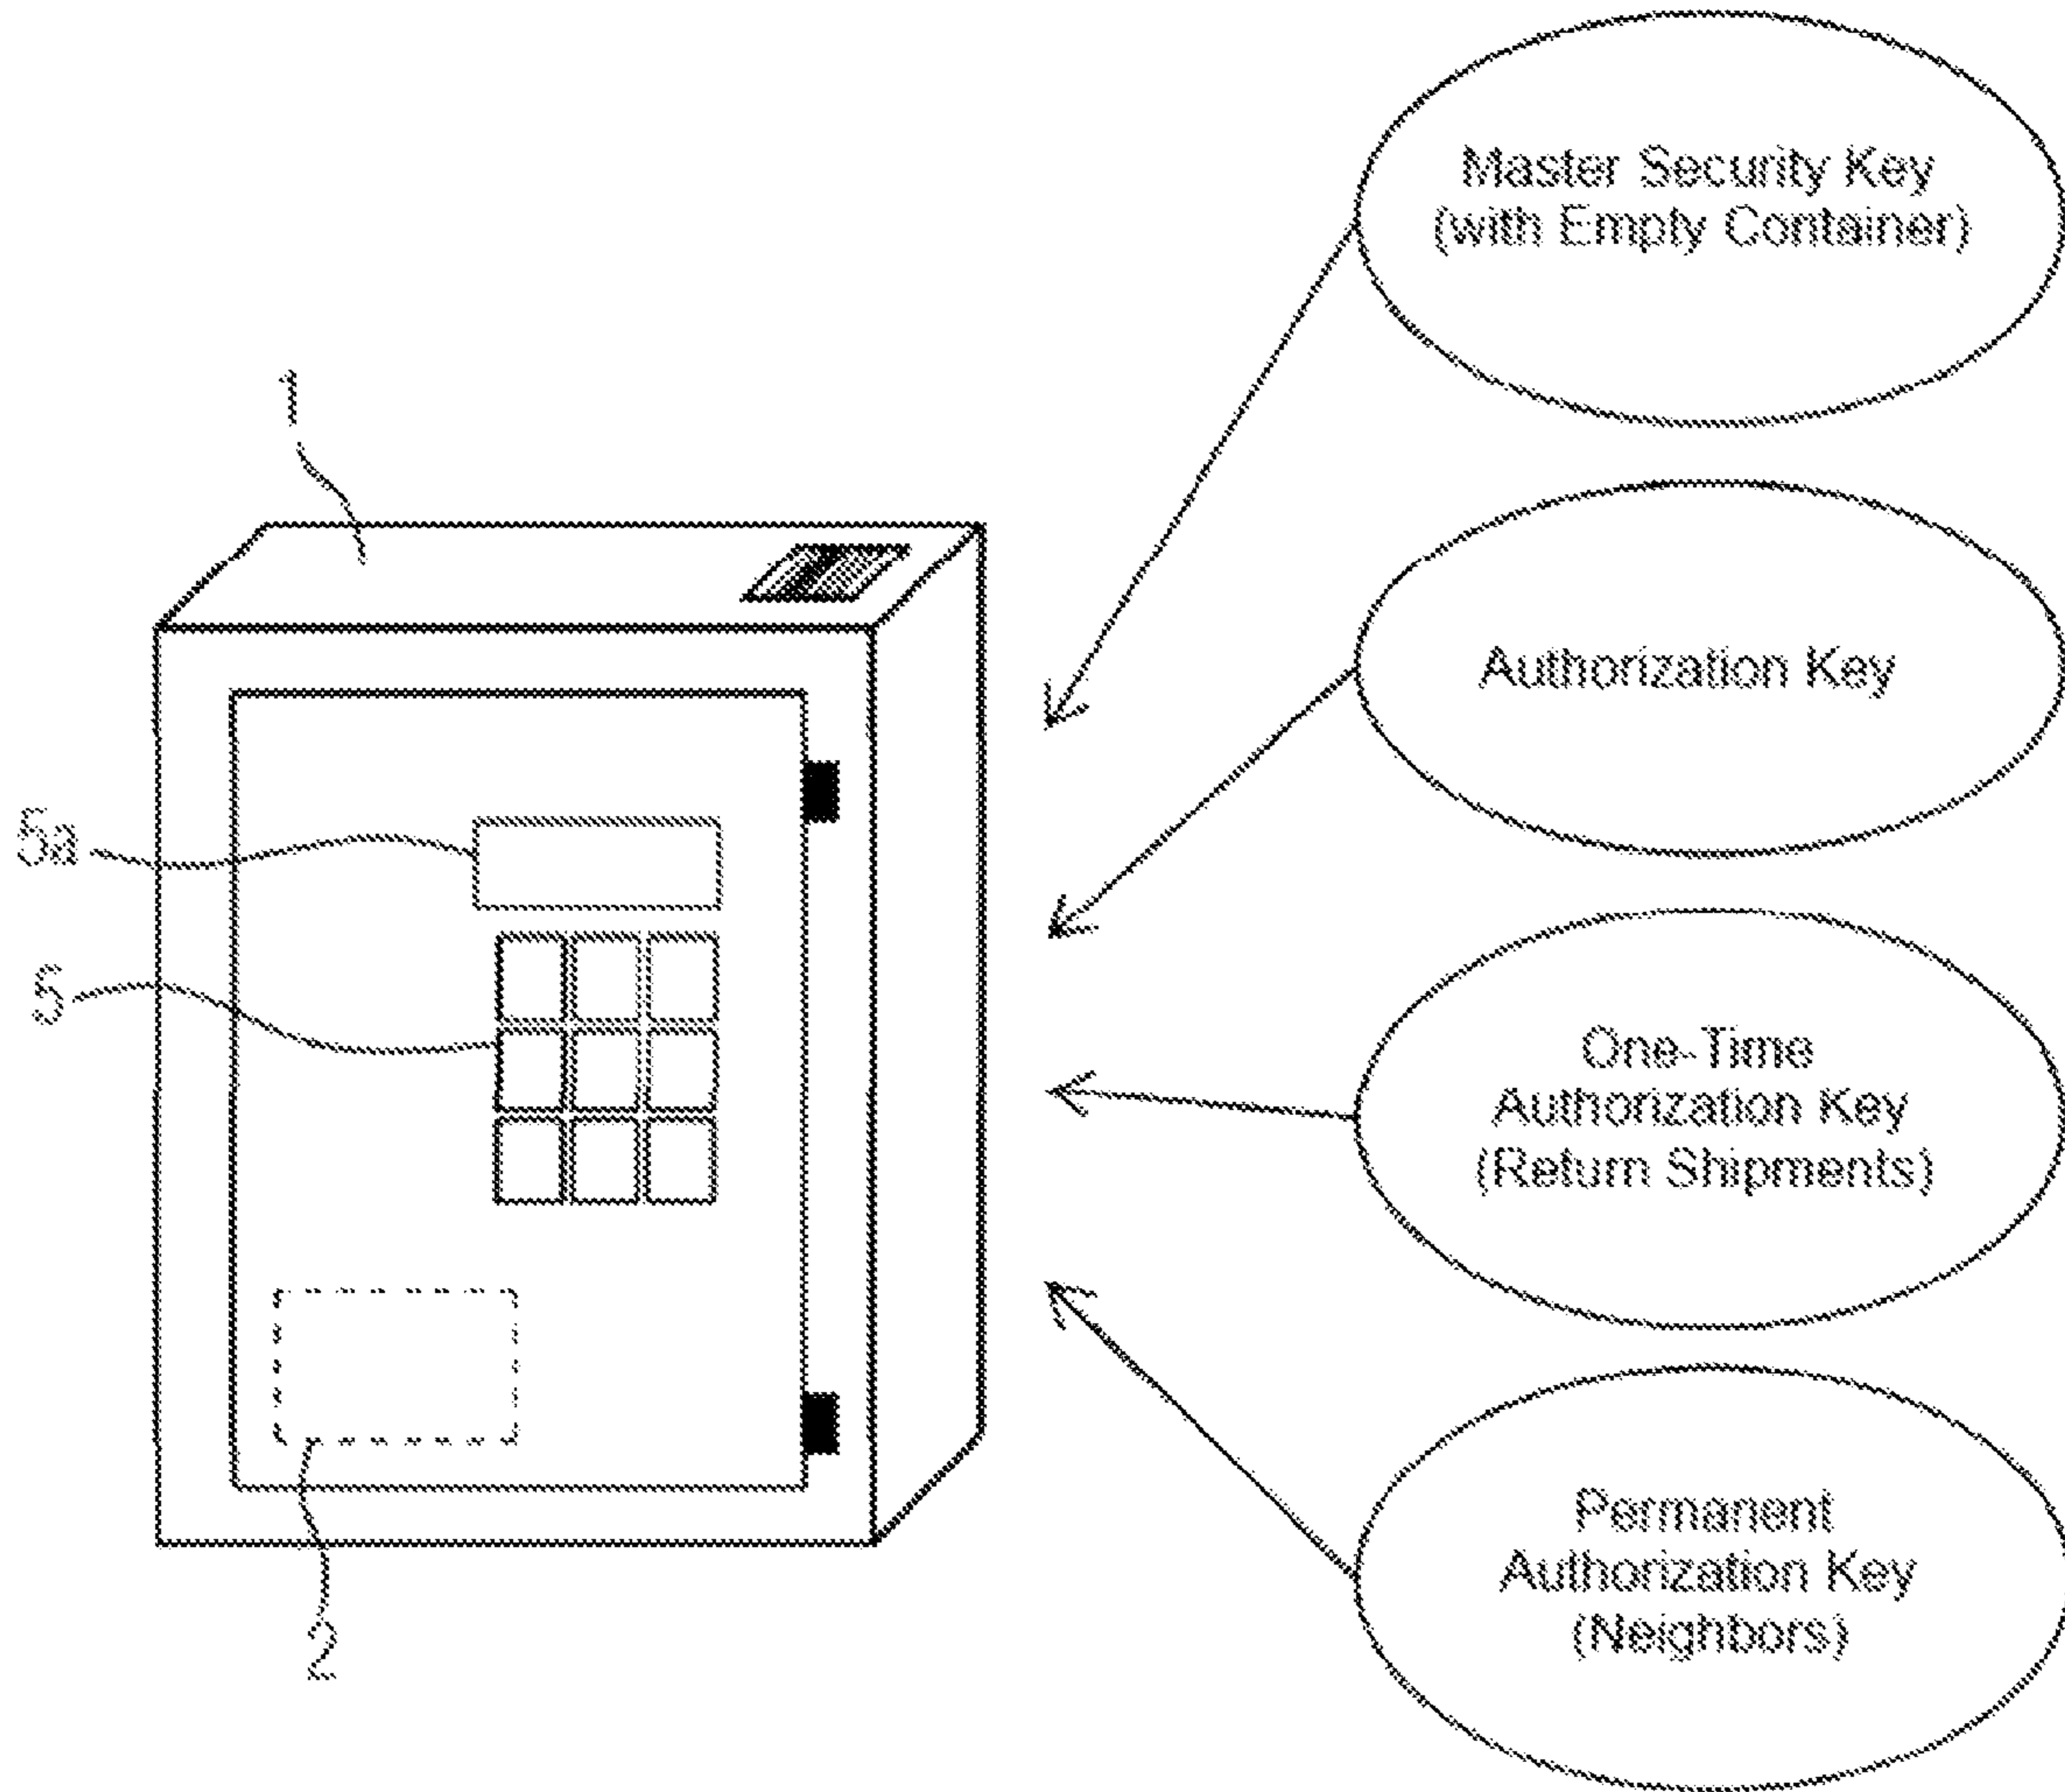 Master Security Key
(with Empty Container)
1
Authorization Key
5a
5
One-Time
Authorization Key
(Return Shipments)
Permanent
Authorization Key
(Neighbors)
2